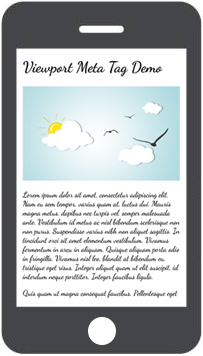 Viewport Meta Tag Demo
Lorem ipsum dolor sit amet, consectetur adipiscing elit.
Nam eu sem tempor, varius quam at, luctus dui. Mauris
magna metus, dapibus nec turpis vel, semper malesuada
ante. Vestibulum id metus ac nisl bibendum scelerisque non
non purus. Suspendisse varius nibh non aliquet sagittis. In
tincidunt orci sit amet elementum vestibulum. Vivamus
fermentum in arcu in aliquam. Quisque aliquam porta odio
in fringilla. Vivamus nisl leo, blandit at bibendum eu,
tristique eget risus. Integer aliquet quam ut elit suscipit, id
interdum neque porttitor. Integer faucibus ligula.
Quis quam ut magna consequat faucibus. Pellentesque eget